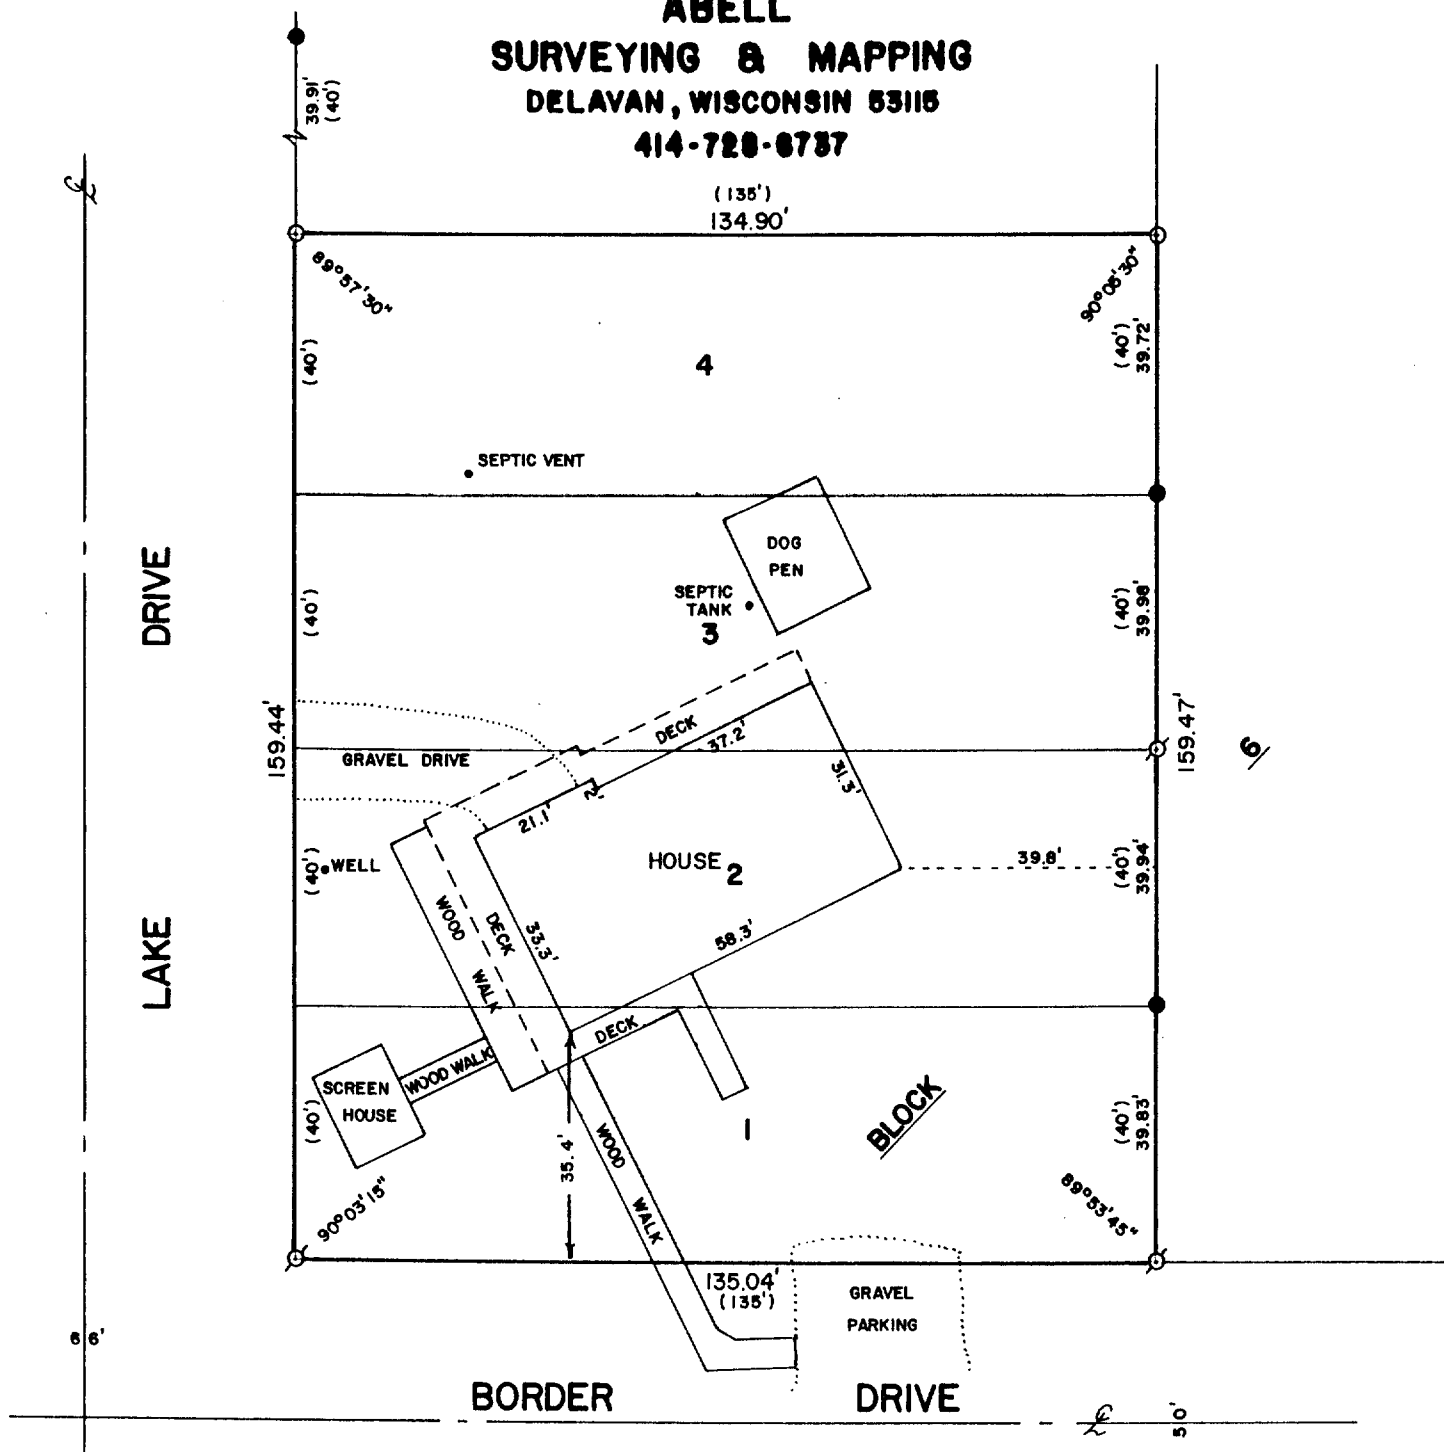 ABELL
SURVEYING & MAPPING
DELAVAN, WISCONSIN 53115
414-728-6737
39.91'
(40')
℄
(135')
134.90'
89°57'30"
90°05'30"
(40')
4
(40')
39.72'
SEPTIC VENT
DOG
PEN
SEPTIC
TANK
3
(40')
(40')
39.98'
DRIVE
LAKE
159.44'
159.47'
6
DECK
37.2'
GRAVEL DRIVE
2'
21.1'
31.3'
(40')
WELL
HOUSE
2
39.8'
(40')
39.94'
WOOD
WALK
DECK
33.3'
58.3'
DECK
WOOD WALK
SCREEN
HOUSE
(40')
35.4'
WOOD
WALK
1
BLOCK
(40')
39.83'
90°03'15"
89°53'45"
135.04'
(135')
GRAVEL
PARKING
66'
BORDER DRIVE
℄
50'